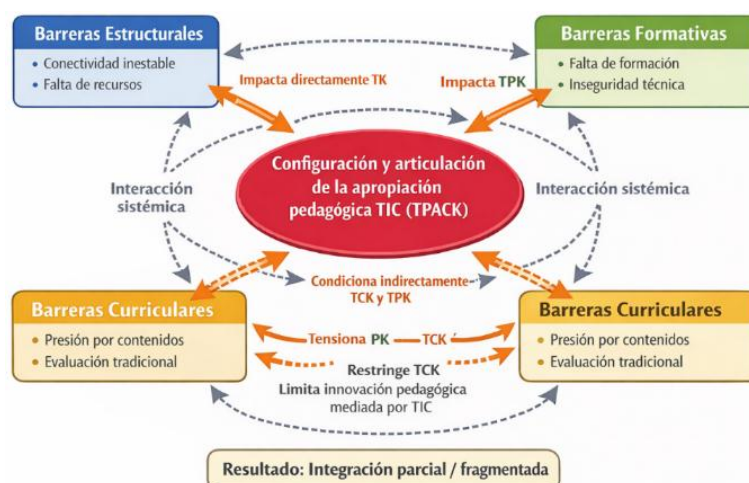 Barreras Estructurales
• Conectividad inestable
• Falta de recursos
Barreras Formativas
• Falta de formación
• Inseguridad técnica
Impacta directamente TK
Impacta TPK
Configuración y articulación
de la apropiación
pedagógica TIC (TPACK)
Interacción
sistémica
Interacción sistémica
Condiciona indirectamente
TCK y TPK
Barreras Curriculares
• Presión por contenidos
• Evaluación tradicional
Barreras Curriculares
• Presión por contenidos
• Evaluación tradicional
Tensiona PK — TCK
Restringe TCK
Limita innovación pedagógica
mediada por TIC
Resultado: Integración parcial / fragmentada